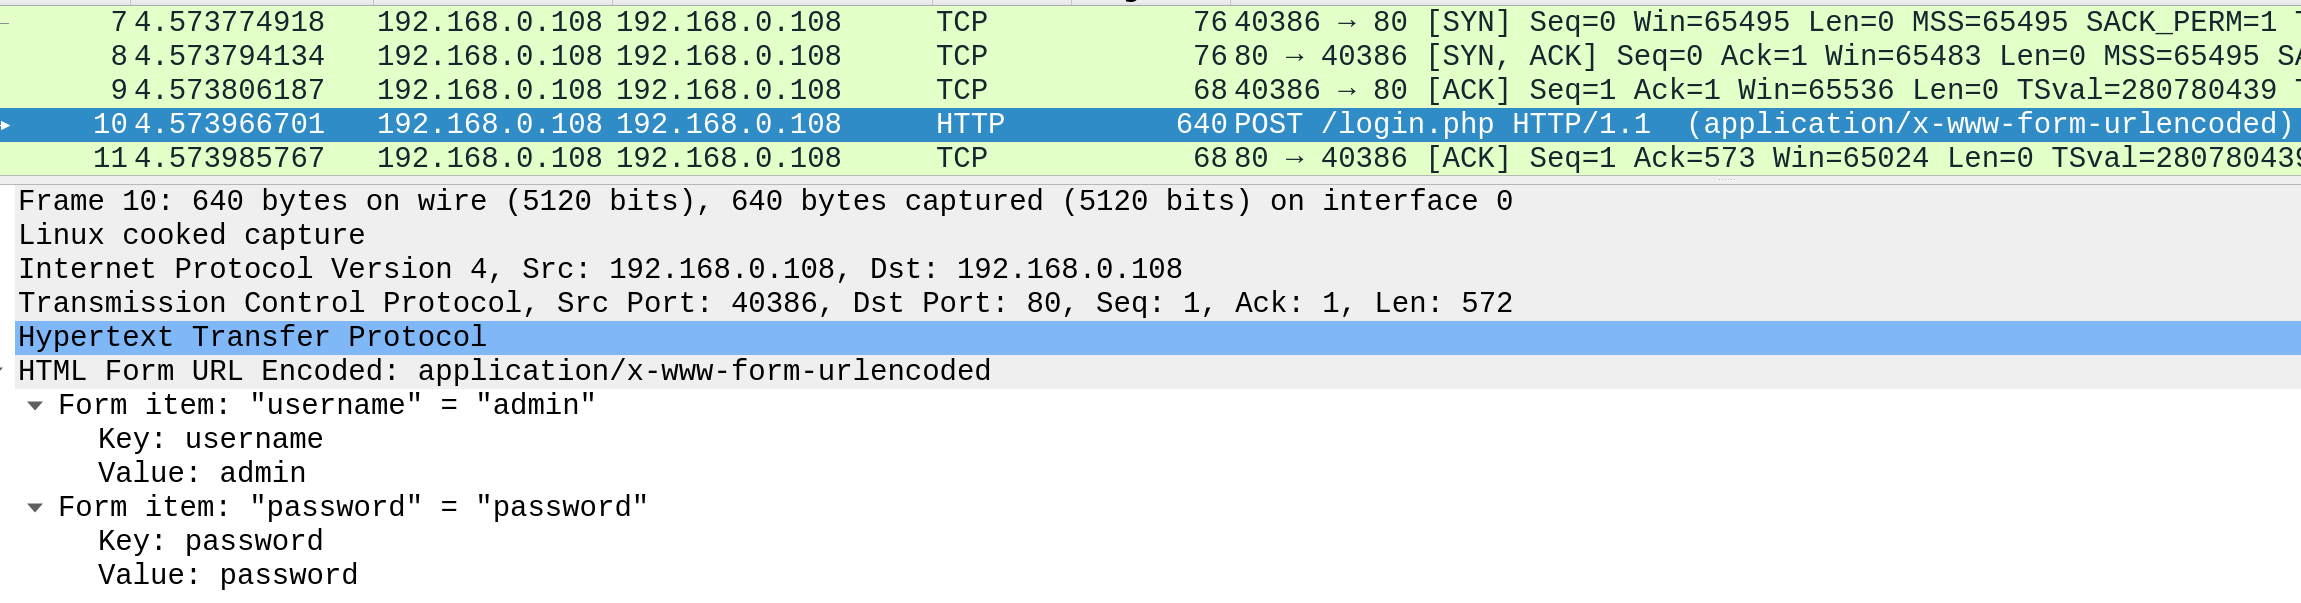 7 4.573774918 192.168.0.108 192.168.0.108 TCP 76 40386 → 80 [SYN] Seq=0 Win=65495 Len=0 MSS=65495 SACK_PERM=1
8 4.573794134 192.168.0.108 192.168.0.108 TCP 76 80 → 40386 [SYN, ACK] Seq=0 Ack=1 Win=65483 Len=0 MSS=65495 SA
9 4.573806187 192.168.0.108 192.168.0.108 TCP 68 40386 → 80 [ACK] Seq=1 Ack=1 Win=65536 Len=0 TSval=280780439
10 4.573966701 192.168.0.108 192.168.0.108 HTTP 640 POST /login.php HTTP/1.1 (application/x-www-form-urlencoded)
11 4.573985767 192.168.0.108 192.168.0.108 TCP 68 80 → 40386 [ACK] Seq=1 Ack=573 Win=65024 Len=0 TSval=280780439
Frame 10: 640 bytes on wire (5120 bits), 640 bytes captured (5120 bits) on interface 0
Linux cooked capture
Internet Protocol Version 4, Src: 192.168.0.108, Dst: 192.168.0.108
Transmission Control Protocol, Src Port: 40386, Dst Port: 80, Seq: 1, Ack: 1, Len: 572
Hypertext Transfer Protocol
HTML Form URL Encoded: application/x-www-form-urlencoded
Form item: "username" = "admin"
Key: username
Value: admin
Form item: "password" = "password"
Key: password
Value: password